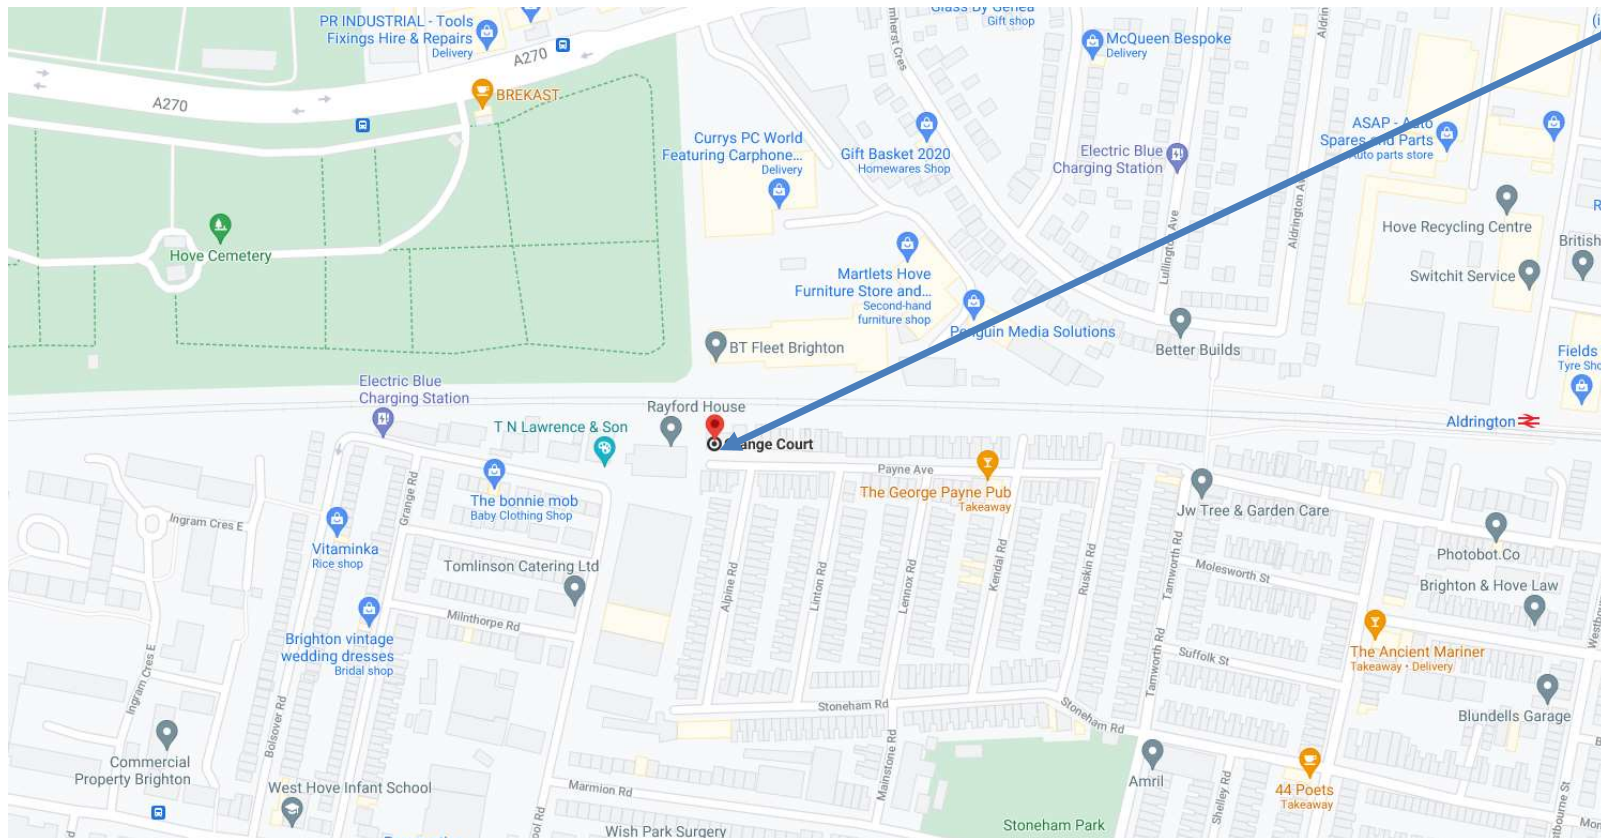 PR INDUSTRIAL - Tools
Fixings Hire & Repairs
Delivery
A270
A270
BREKAST
Gift shop
McQueen Bespoke
Delivery
Currys PC World
Featuring Carphone...
Delivery
Gift Basket 2020
Homewares Shop
Electric Blue
Charging Station
ASAP - Auto
Spares and Parts
Auto parts store
Hove Cemetery
Hove Recycling Centre
British
Switchit Service
Lullington Ave
Aldrington Av
Martlets Hove
Furniture Store and...
Second-hand
furniture shop
Penguin Media Solutions
Better Builds
BT Fleet Brighton
Fields
Tyre Sho
Electric Blue
Charging Station
Rayford House
T N Lawrence & Son
Aldrington
Grange Court
Payne Ave
The George Payne Pub
Takeaway
The bonnie mob
Baby Clothing Shop
Grange Rd
Ingram Cres E
Vitaminka
Rice shop
Jw Tree & Garden Care
Photobot.Co
Tomlinson Catering Ltd
Alpine Rd
Linton Rd
Lennox Rd
Kendal Rd
Ruskin Rd
Tamworth Rd
Molesworth St
Brighton & Hove Law
Milnthorpe Rd
Brighton vintage
wedding dresses
Bridal shop
The Ancient Mariner
Takeaway • Delivery
Suffolk St
Tamworth Rd
Ingram Cres E
Bolsover Rd
Stoneham Rd
Stoneham Rd
Blundells Garage
Commercial
Property Brighton
Mainstone Rd
Amril
Shelley Rd
44 Poets
Takeaway
West Hove Infant School
Marmion Rd
Wish Park Surgery
Stoneham Park